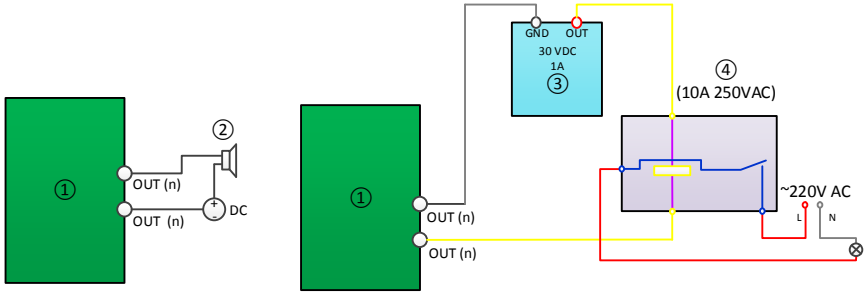 ①
OUT (n)
OUT (n)
②
+
-
DC
①
OUT (n)
OUT (n)
GND OUT
30 VDC
1A
③
④
(10A 250VAC)
~220V AC
L N